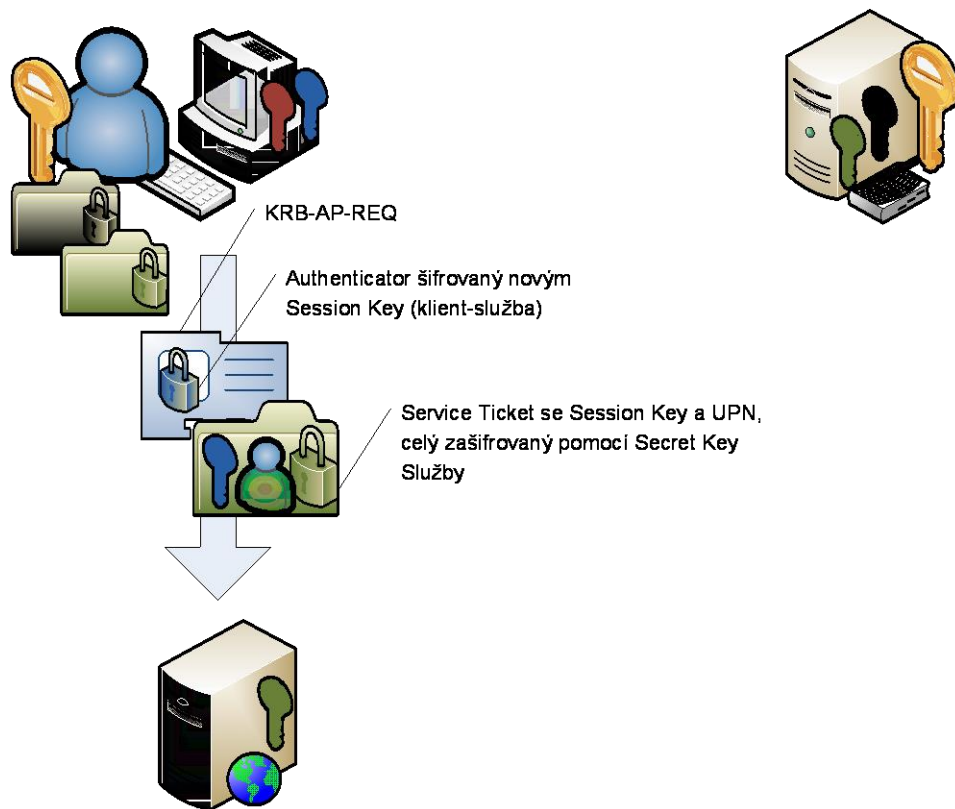 KRB-AP-REQ
Authenticator šifrovaný novým
Session Key (klient-služba)
Service Ticket se Session Key a UPN,
celý zašifrovaný pomocí Secret Key
Služby